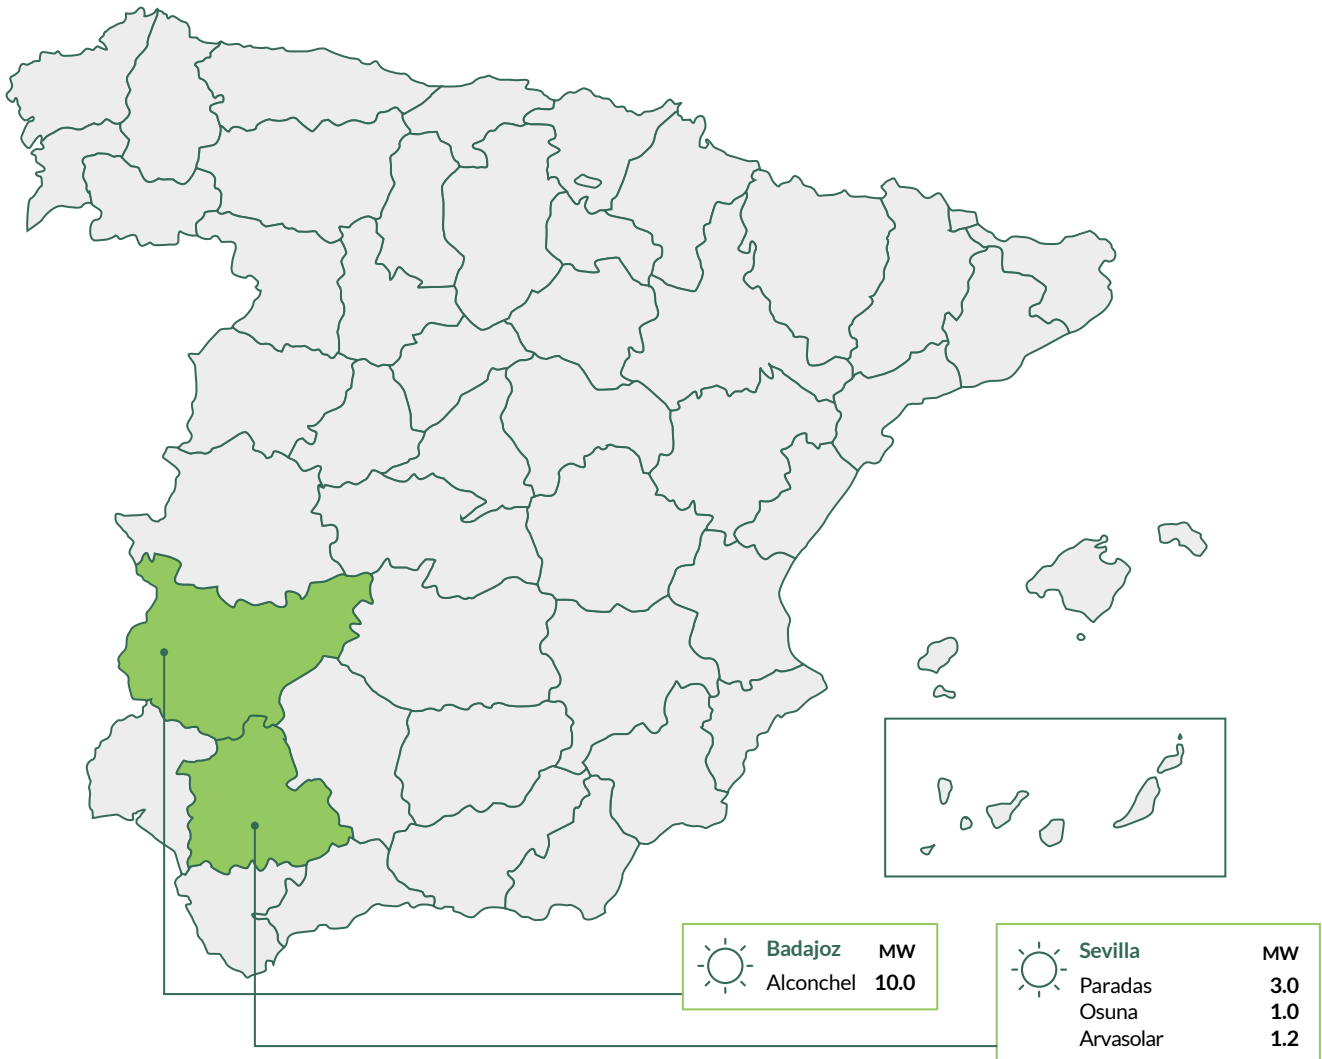 Badajoz MW
Alconchel 10.0
Sevilla MW
Paradas 3.0
Osuna 1.0
Arvasolar 1.2